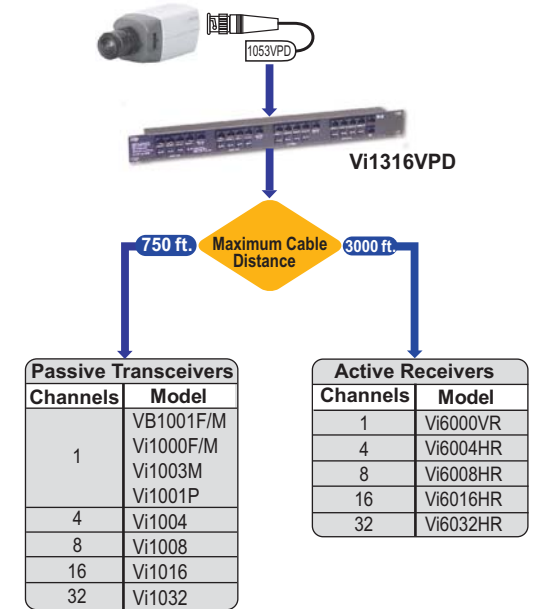 1053VPD
Vi1316VPD
750 ft.
Maximum Cable
Distance
3000 ft.
Passive Transceivers
Channels Model
1
VB1001F/M
Vi1000F/M
Vi1003M
Vi1001P
4 Vi1004
8 Vi1008
16 Vi1016
32 Vi1032
Active Receivers
Channels Model
1 Vi6000VR
4 Vi6004HR
8 Vi6008HR
16 Vi6016HR
32 Vi6032HR